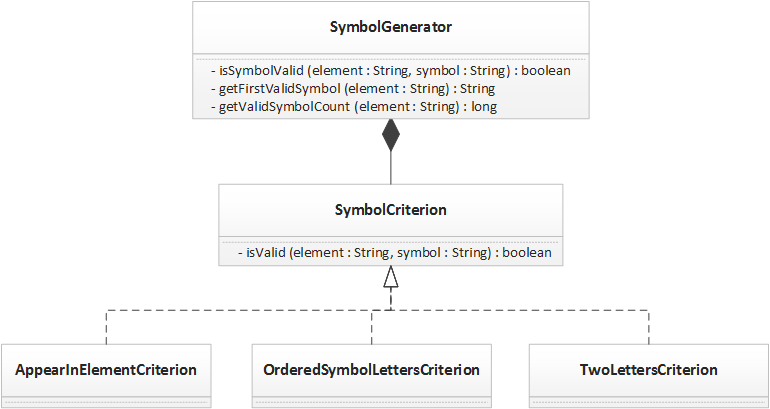 SymbolGenerator
- isSymbolValid (element : String, symbol : String) : boolean
- getFirstValidSymbol (element : String) : String
- getValidSymbolCount (element : String) : long
SymbolCriterion
- isValid (element : String, symbol : String) : boolean
AppearInElementCriterion
OrderedSymbolLettersCriterion
TwoLettersCriterion